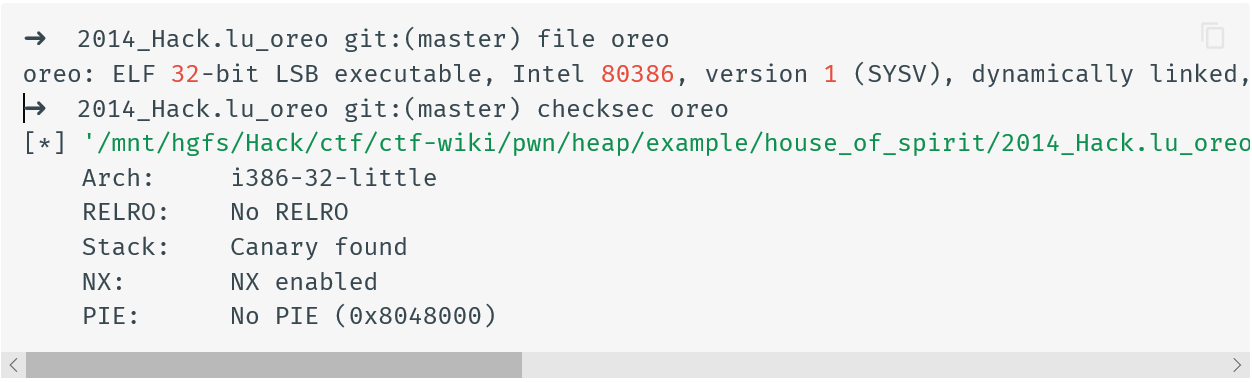 ➜  2014_Hack.lu_oreo git:(master) file oreo
oreo: ELF 32-bit LSB executable, Intel 80386, version 1 (SYSV), dynamically linked,
➜  2014_Hack.lu_oreo git:(master) checksec oreo
[*] '/mnt/hgfs/Hack/ctf/ctf-wiki/pwn/heap/example/house_of_spirit/2014_Hack.lu_oreo
    Arch:     i386-32-little
    RELRO:    No RELRO
    Stack:    Canary found
    NX:       NX enabled
    PIE:      No PIE (0x8048000)